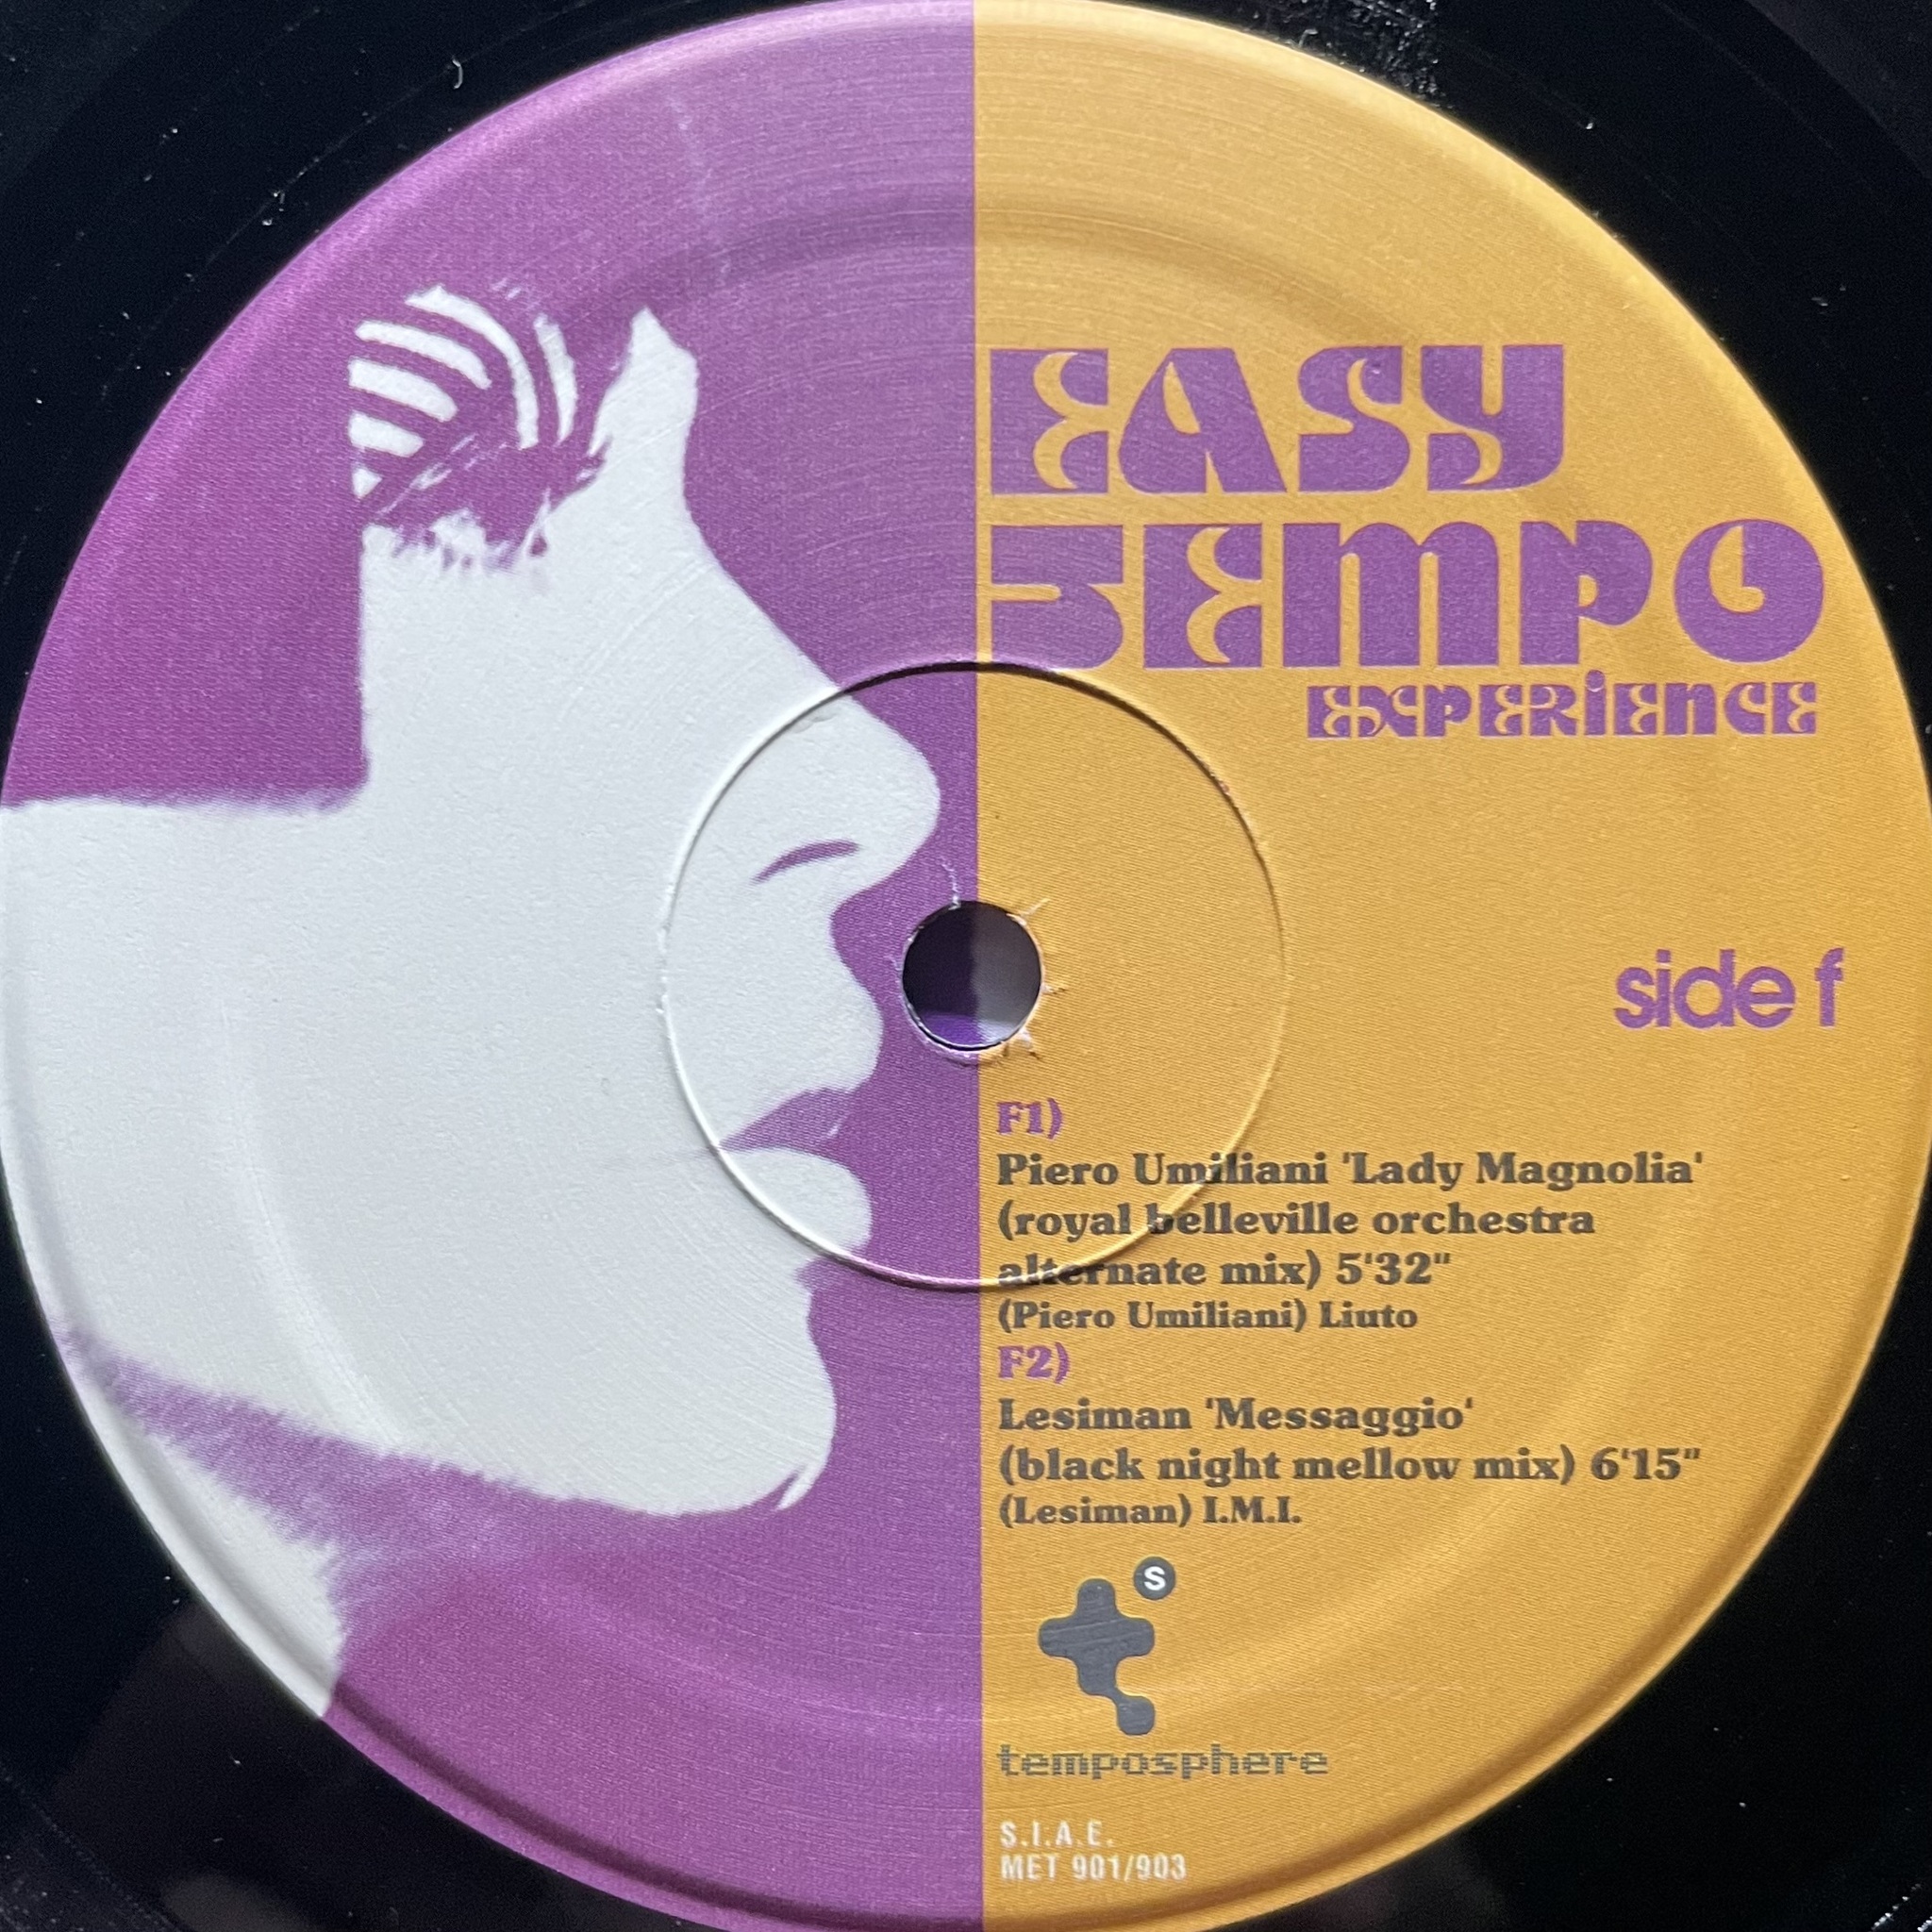 EASY
TEMPO
EXPERIENCE
side f
F1)
Piero Umiliani 'Lady Magnolia'
(royal belleville orchestra
alternate mix) 5'32"
(Piero Umiliani) Liuto
F2)
Lesiman 'Messaggio'
(black night mellow mix) 6'15"
(Lesiman) I.M.I.
S
temposphere
S.I.A.E.
MET 901/903